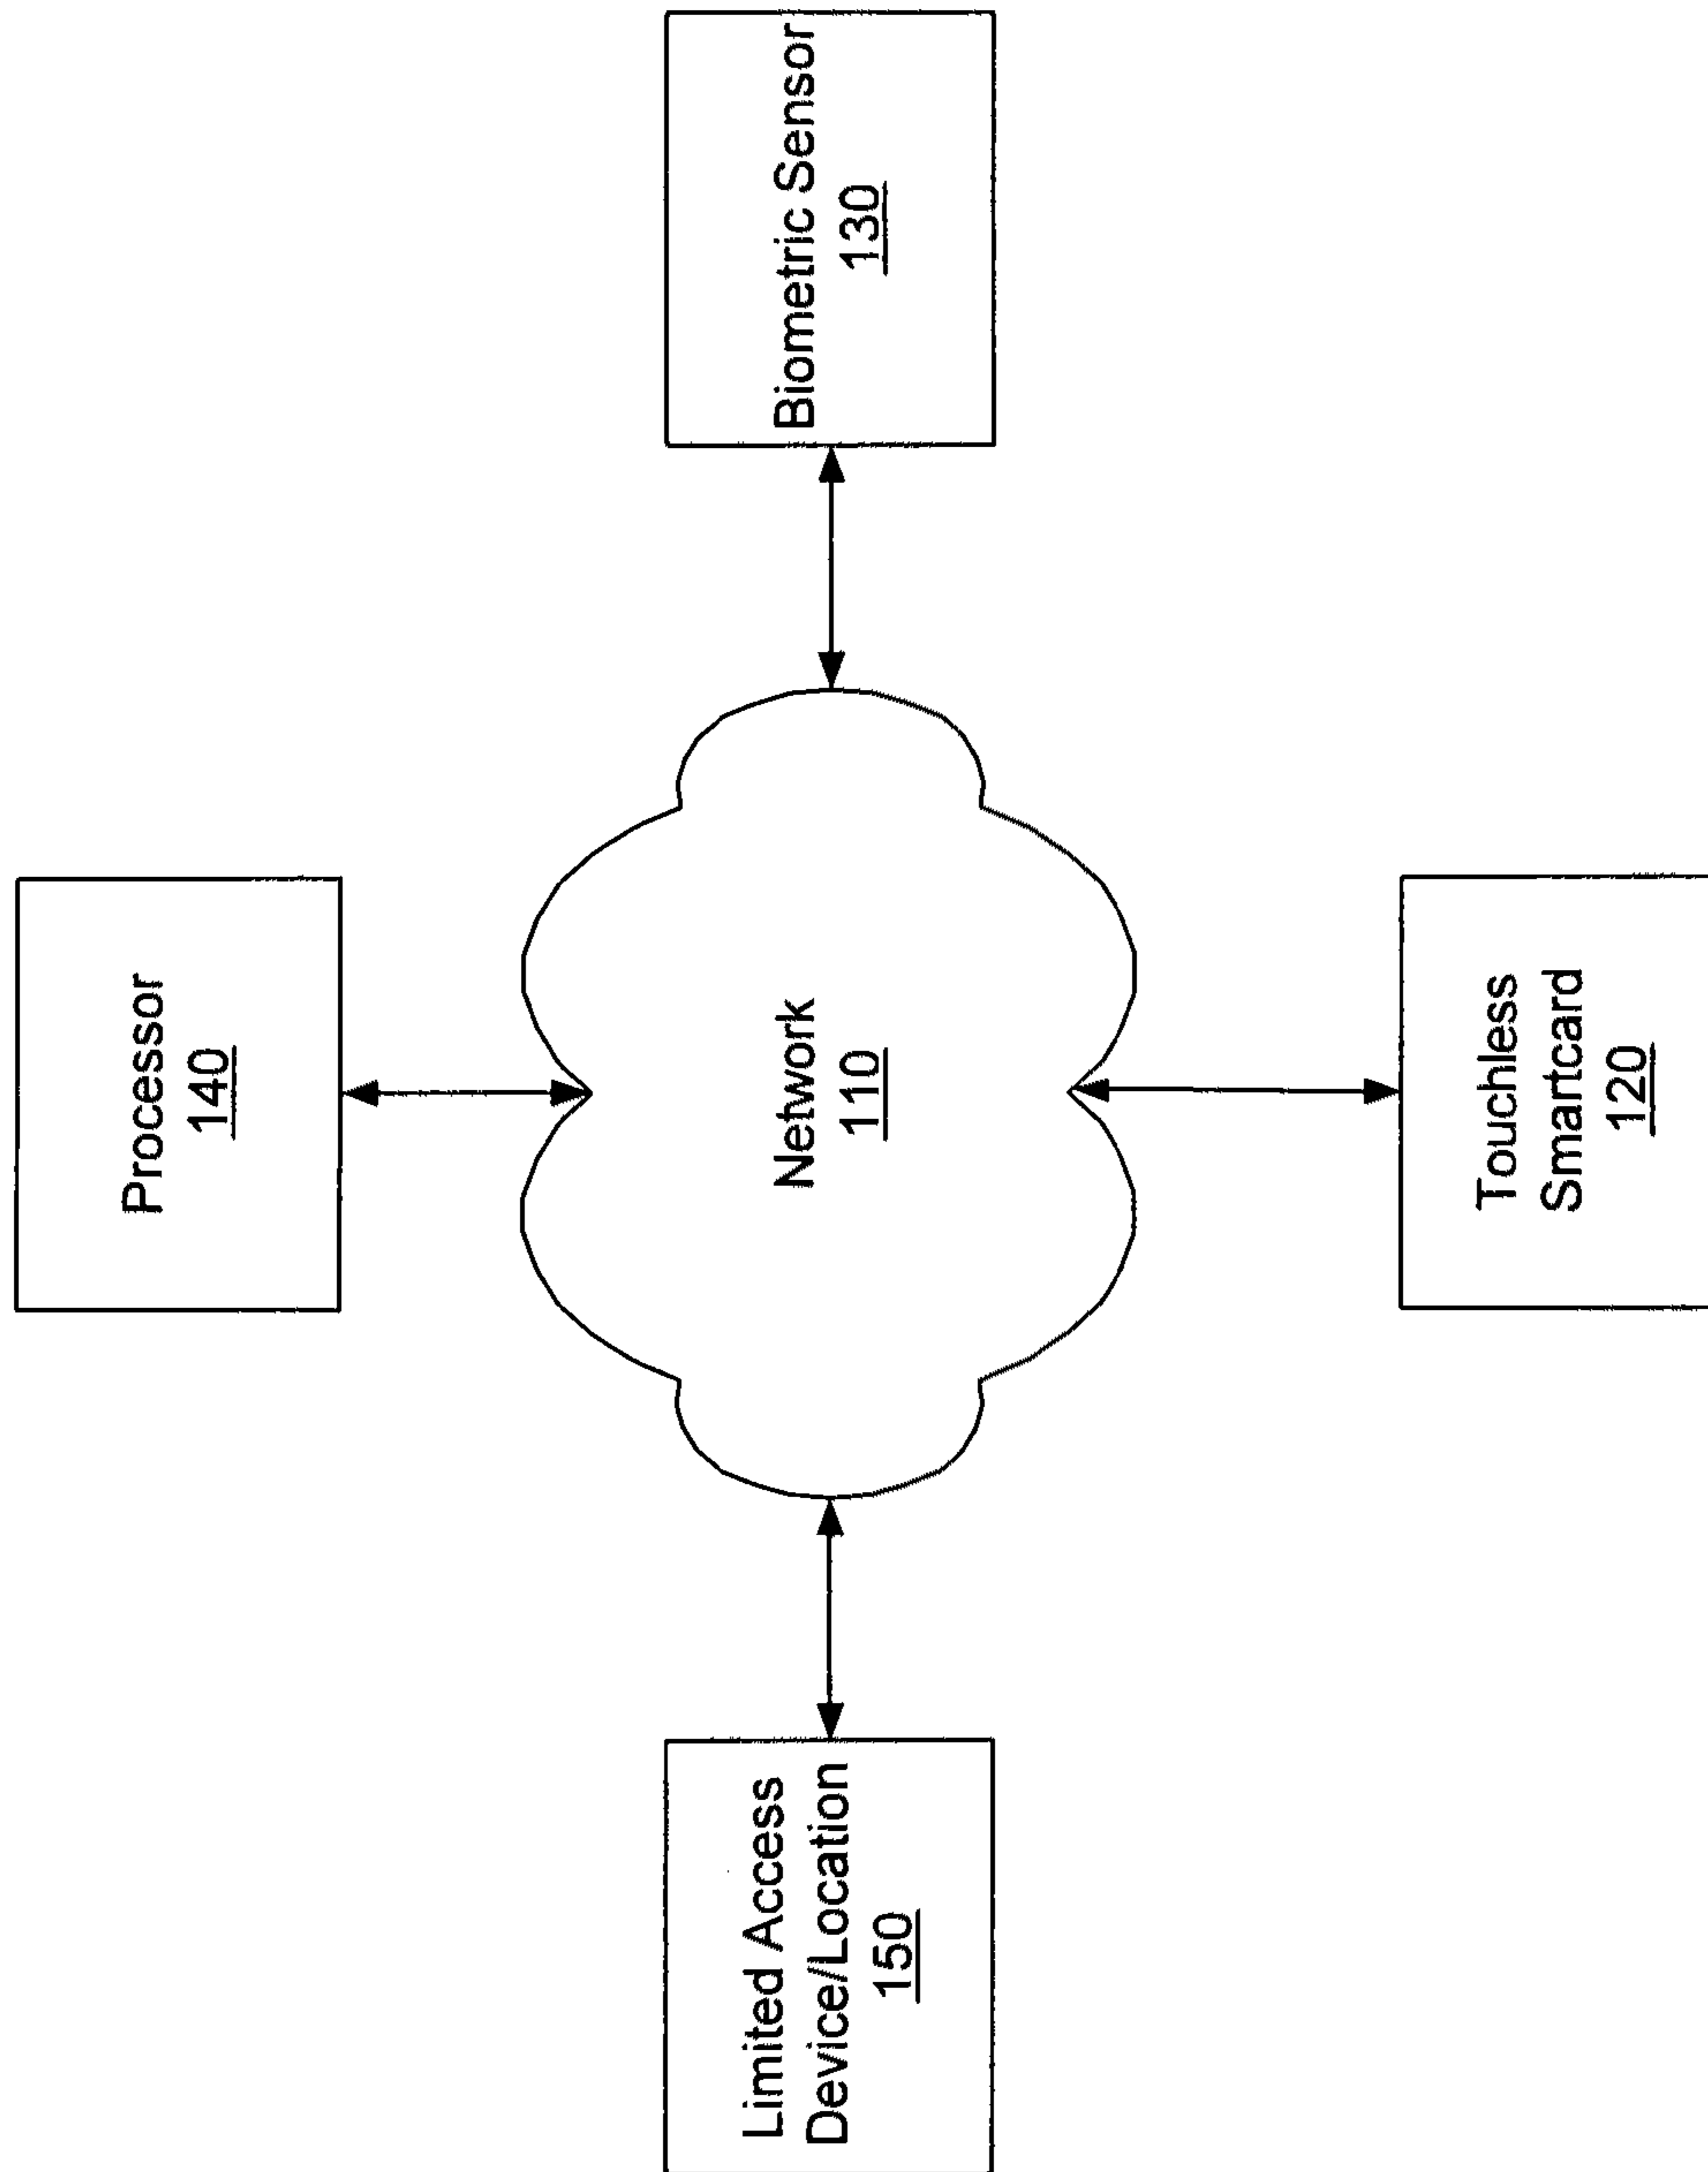 Processor
140
Limited Access
Device/Location
150
Network
110
Biometric Sensor
130
Touchless
Smartcard
120